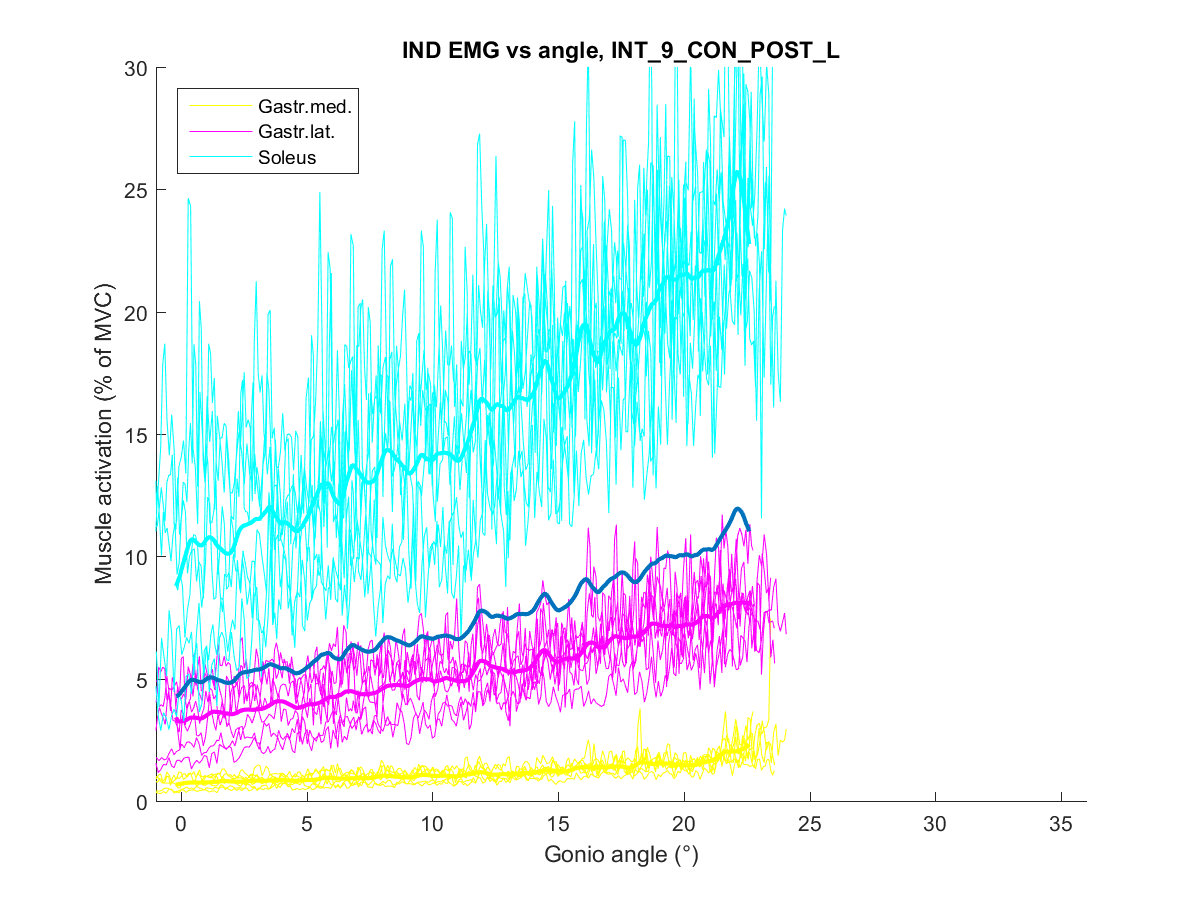 IND EMG vs angle, INT_9_CON_POST_L
30
25
20
15
10
5
0
Gastr.med.
Gastr.lat.
Soleus
Muscle activation (% of MVC)
0 5 10 15 20 25 30 35
Gonio angle (°)